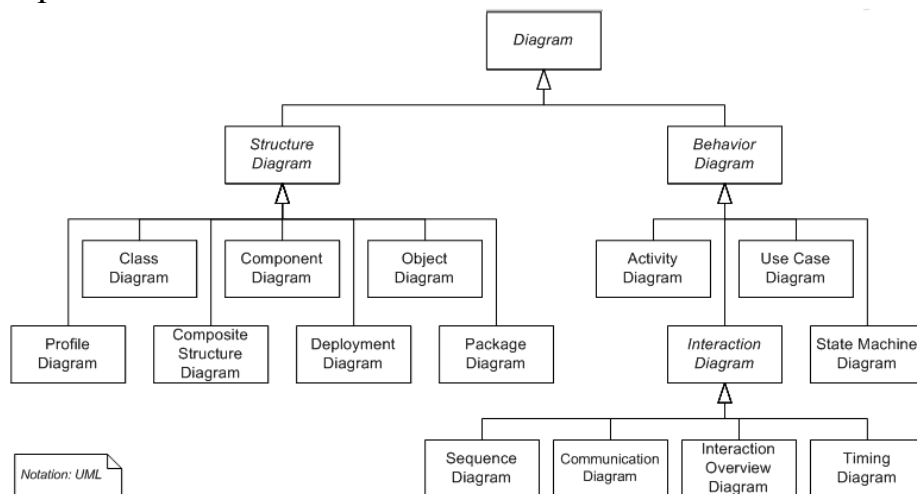 Diagram
Structure
Diagram
Behavior
Diagram
Class
Diagram
Component
Diagram
Object
Diagram
Activity
Diagram
Use Case
Diagram
Profile
Diagram
Composite
Structure
Diagram
Deployment
Diagram
Package
Diagram
Interaction
Diagram
State Machine
Diagram
Sequence
Diagram
Communication
Diagram
Interaction
Overview
Diagram
Timing
Diagram
Notation: UML